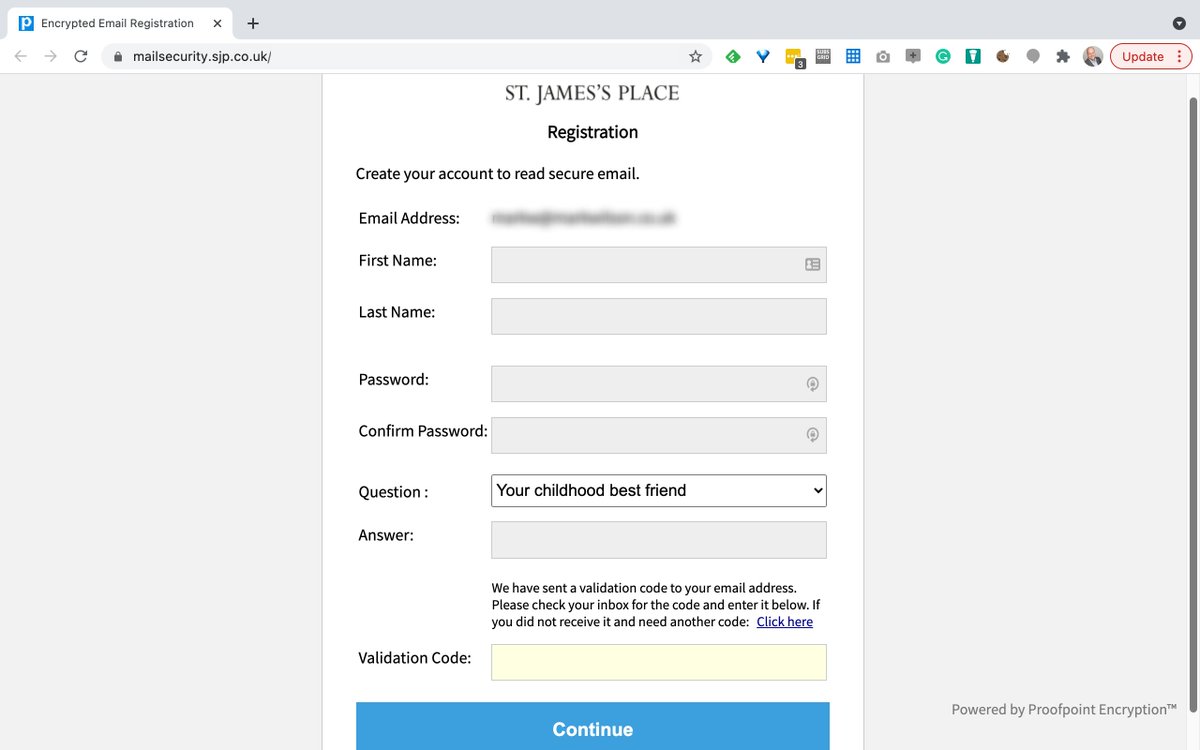 Encrypted Email Registration
mailsecurity.sjp.co.uk/
3
SUBS
GRID
Update
ST. JAMES'S PLACE
Registration
Create your account to read secure email.
Email Address:
First Name:
Last Name:
Password:
Confirm Password:
Question : Your childhood best friend
Answer:
We have sent a validation code to your email address.
Please check your inbox for the code and enter it below. If
you did not receive it and need another code: Click here
Validation Code:
Powered by Proofpoint Encryption™
Continue